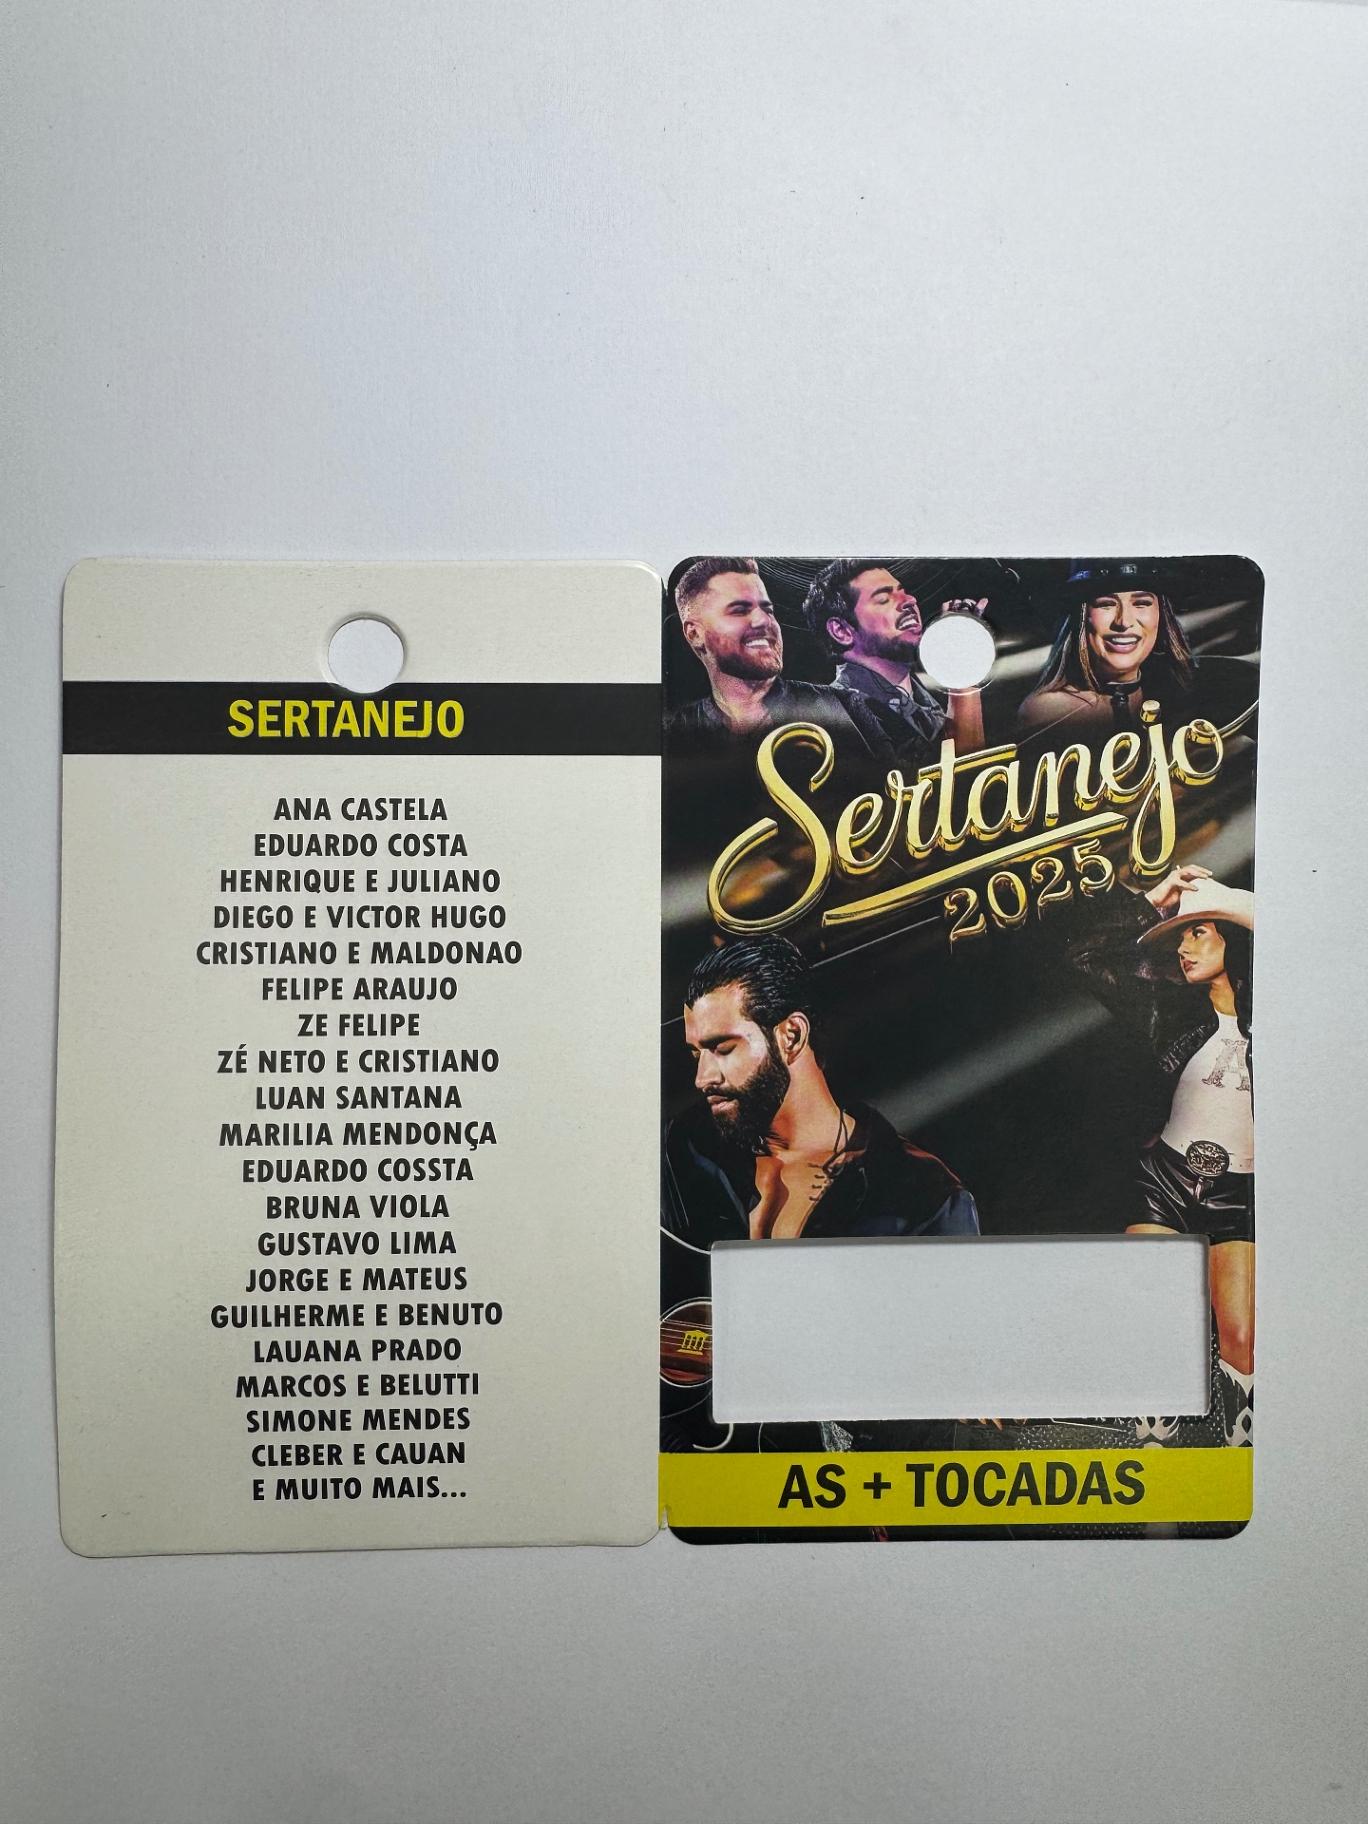 SERTANEJO
ANA CASTELA
EDUARDO COSTA
HENRIQUE E JULIANO
DIEGO E VICTOR HUGO
CRISTIANO E MALDONAO
FELIPE ARAUJO
ZE FELIPE
ZÉ NETO E CRISTIANO
LUAN SANTANA
MARILIA MENDONÇA
EDUARDO COSSTA
BRUNA VIOLA
GUSTAVO LIMA
JORGE E MATEUS
GUILHERME E BENUTO
LAUANA PRADO
MARCOS E BELUTTI
SIMONE MENDES
CLEBER E CAUAN
E MUITO MAIS...
Sertanejo
2025
A
AS + TOCADAS